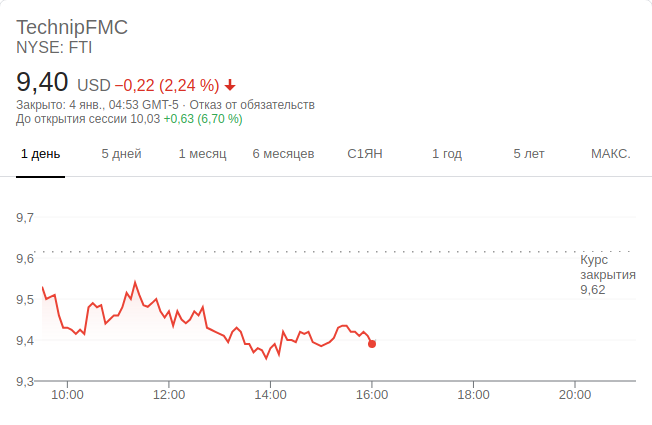 TechnipFMC
NYSE: FTI
9,40 USD −0,22 (2,24 %)
Закрыто: 4 янв., 04:53 GMT-5 · Отказ от обязательств
До открытия сессии 10,03 +0,63 (6,70 %)
1 день 5 дней 1 месяц 6 месяцев С1ЯН 1 год 5 лет МАКС.
9,7
9,6
Курс
закрытия
9,62
9,5
9,4
9,3
10:00 12:00 14:00 16:00 18:00 20:00